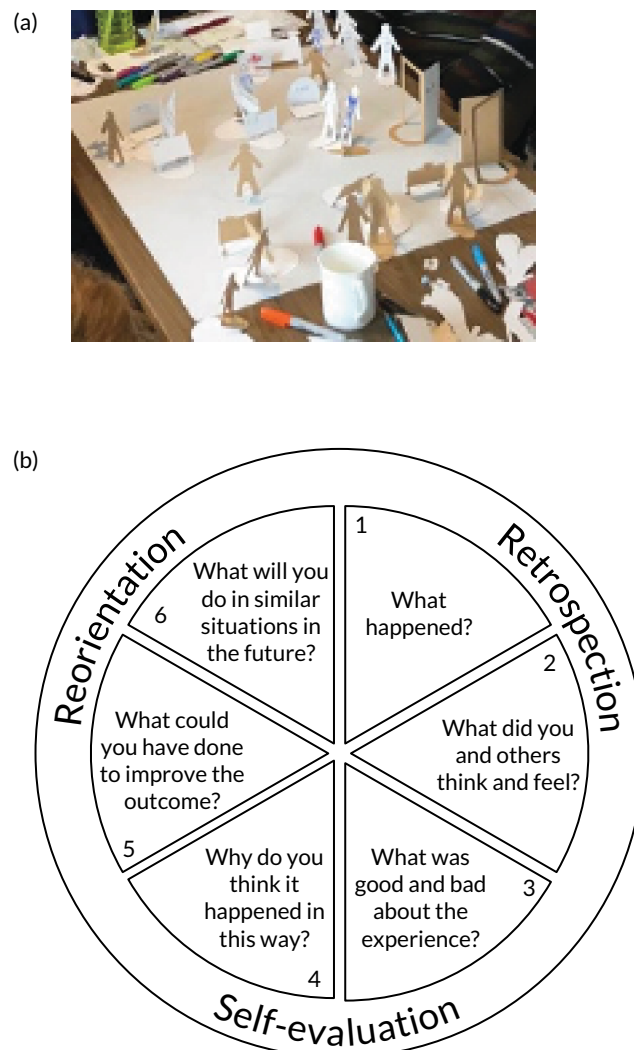 (a)
(b)
Retrospection
1
What
happened?
2
What did you
and others
think and feel?
Self-evaluation
3
What was
good and bad
about the
experience?
4
Why do you
think it
happened in
this way?
Reorientation
5
What could
you have done
to improve the
outcome?
6
What will you
do in similar
situations in
the future?